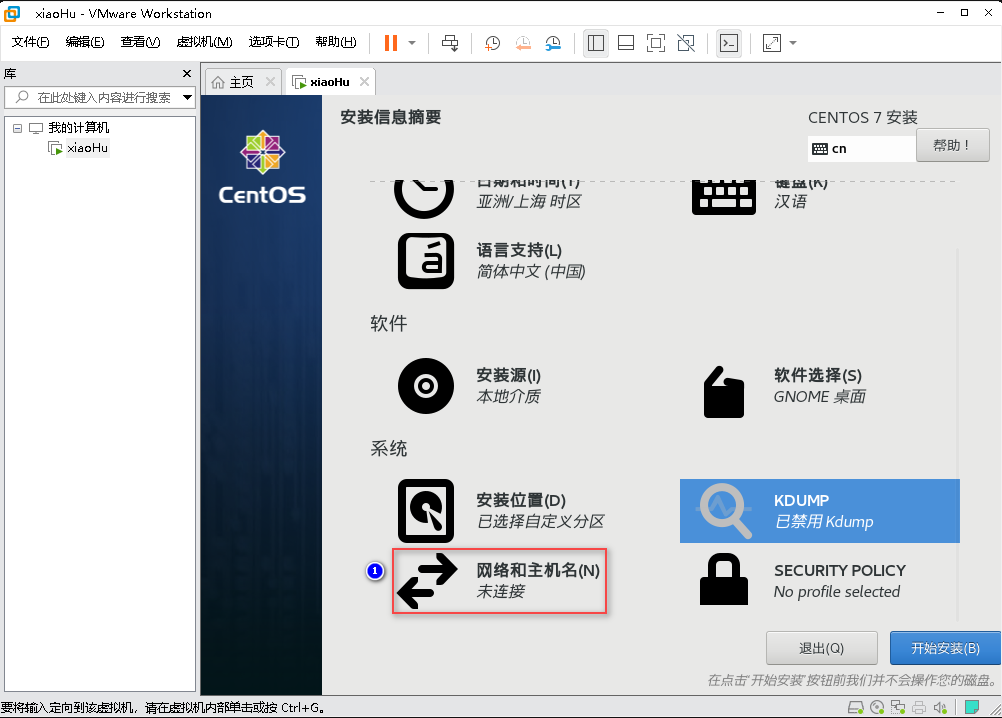 xiaoHu - VMware Workstation
文件(F) 编辑(E) 查看(V) 虚拟机(M) 选项卡(T) 帮助(H)
库
在此处键入内容进行搜索
我的计算机
xiaoHu
主页 xiaoHu
CentOS
安装信息摘要
CENTOS 7 安装
cn
帮助！
日期和时间(T)
亚洲/上海 时区
键盘(K)
汉语
语言支持(L)
简体中文 (中国)
软件
安装源(I)
本地介质
软件选择(S)
GNOME 桌面
系统
安装位置(D)
已选择自定义分区
KDUMP
已禁用 Kdump
1
网络和主机名(N)
未连接
SECURITY POLICY
No profile selected
退出(Q)
开始安装(B)
在点击'开始安装'按钮前我们并不会操作您的磁盘。
要将输入定向到该虚拟机，请在虚拟机内部单击或按 Ctrl+G。